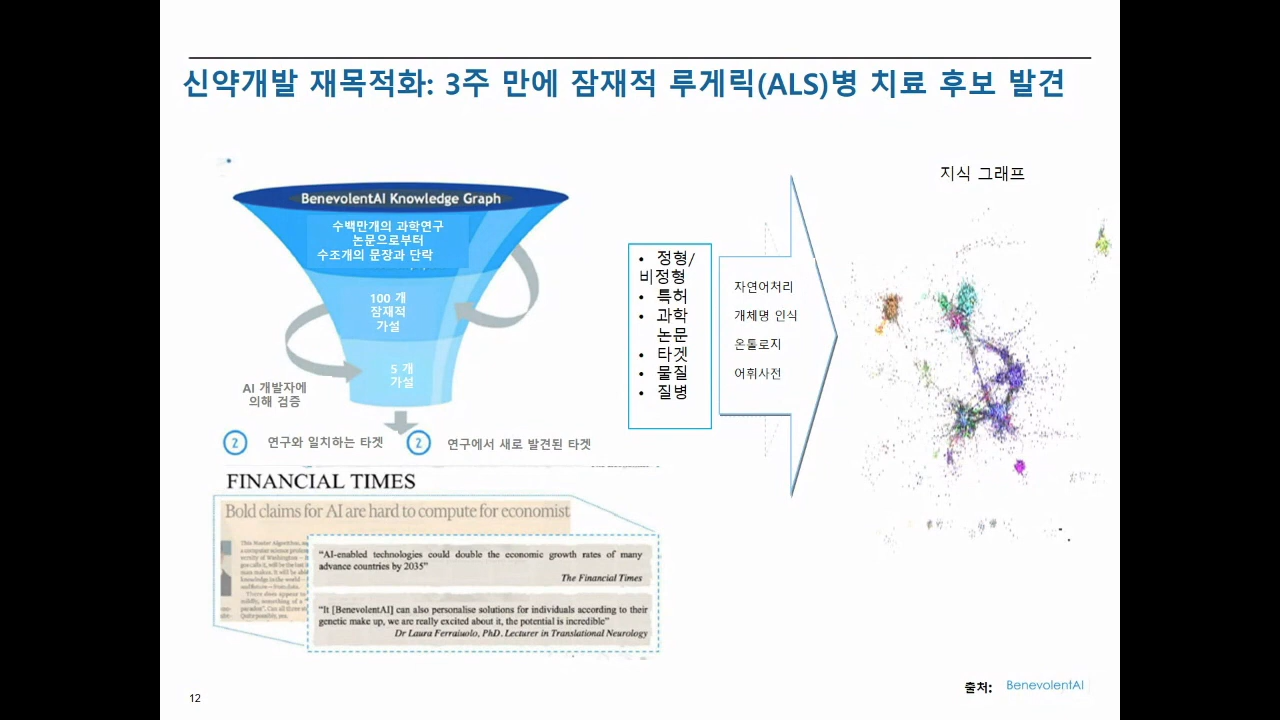 신약개발 재목적화: 3주 만에 잠재적 루게릭(ALS)병 치료 후보 발견
BenevolentAI Knowledge Graph
수백만개의 과학연구
논문으로부터
수조개의 문장과 단락
100 개
잠재적
가설
5 개
가설
AI 개발자에
의해 검증
2 연구와 일치하는 타겟
2 연구에서 새로 발견된 타겟
• 정형/
비정형
• 특허
• 과학
논문
• 타겟
• 물질
• 질병
자연어처리
개체명 인식
온톨로지
어휘사전
지식 그래프
FINANCIAL TIMES
Bold claims for AI are hard to compute for economist
“AI-enabled technologies could double the economic growth rates of many
advance countries by 2035”
The Financial Times
“It [BenevolentAI] can also personalise solutions for individuals according to their
genetic make up, we are really excited about it, the potential is incredible”
Dr Laura Ferraiuolo, PhD. Lecturer in Translational Neurology
출처: BenevolentAI
12